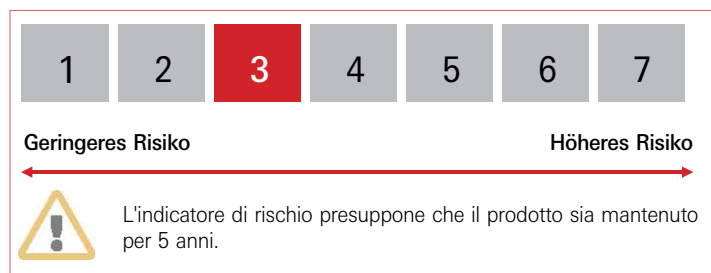 1 2 3 4 5 6 7
Geringeres Risiko Höheres Risiko
L'indicatore di rischio presuppone che il prodotto sia mantenuto
per 5 anni.